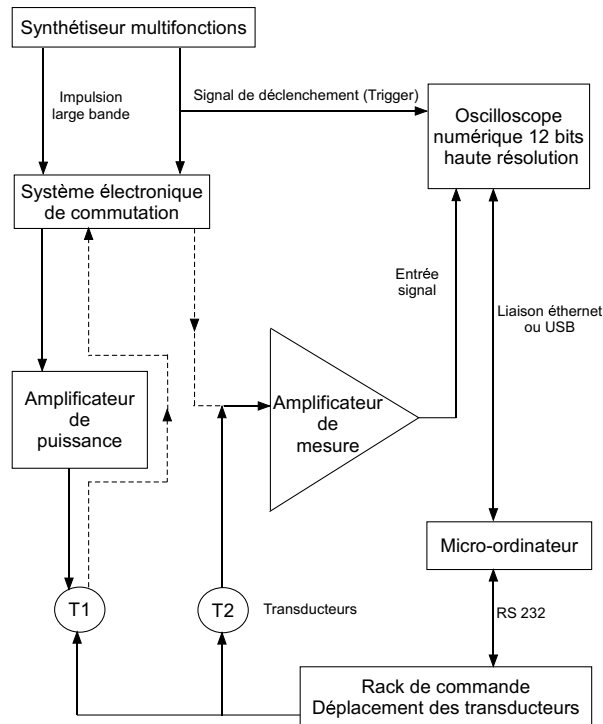 Synthétiseur multifonctions
Impulsion
large bande
Signal de déclenchement (Trigger)
Oscilloscope
numérique 12 bits
haute résolution
Système électronique
de commutation
Entrée
signal
Liaison éthernet
ou USB
Amplificateur
de
puissance
Amplificateur
de
mesure
Micro-ordinateur
T1
T2
Transducteurs
RS 232
Rack de commande
Déplacement des transducteurs